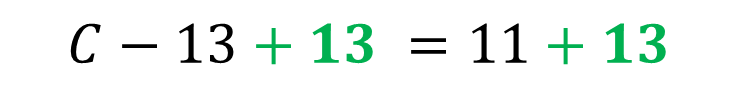 C − 13 + 13 = 11 + 13